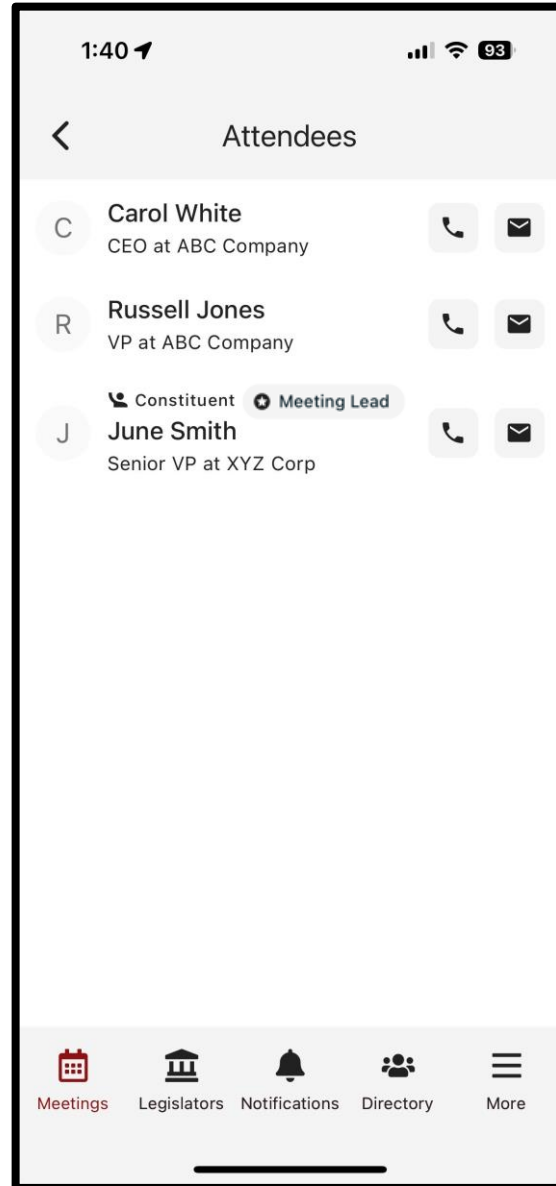 1:40 93
Attendees
C Carol White
CEO at ABC Company
R Russell Jones
VP at ABC Company
Constituent Meeting Lead
J June Smith
Senior VP at XYZ Corp
Meetings Legislators Notifications Directory More